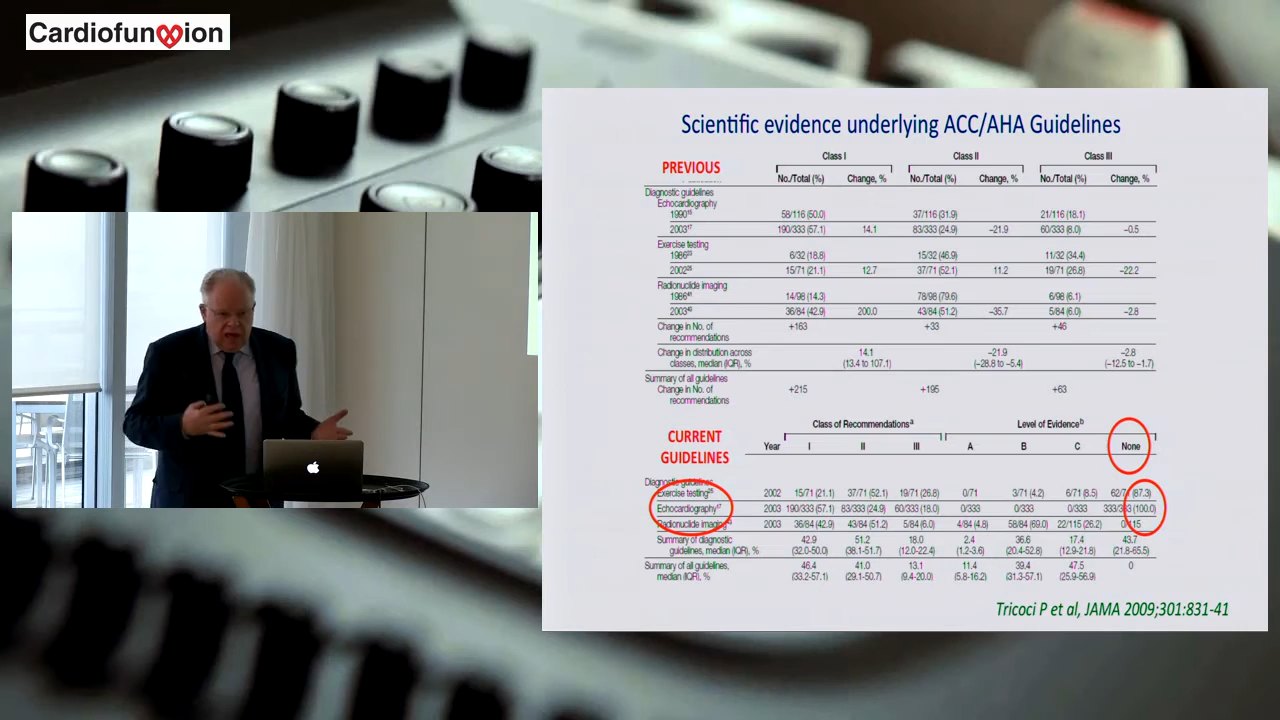 Cardiofunion
Scientific evidence underlying ACC/AHA Guidelines
PREVIOUS
Class I Class II Class III
No./Total (%) Change, % No./Total (%) Change, % No./Total (%) Change, %
Diagnostic guidelines
Echocardiography
1990¹⁶ 58/116 (50.0) 37/116 (31.9) 21/116 (18.1)
2003¹⁷ 190/333 (57.1) 14.1 83/333 (24.9) –21.9 60/333 (8.0) –0.5
Exercise testing
1986 6/32 (18.8) 15/32 (46.9) 11/32 (34.4)
2002 15/71 (21.1) 12.7 37/71 (52.1) 11.2 19/71 (26.8) –22.2
Radionuclide imaging
1986 14/98 (14.3) 78/98 (79.6) 6/98 (6.1)
2003 36/84 (42.9) 200.0 43/84 (51.2) –35.7 5/84 (6.0) –2.8
Change in No. of recommendations +163 +33 +46
Change in distribution across 14.1 –21.9 –2.8
classes, median (IQR), % (13.4 to 107.1) (–28.8 to –5.4) (–12.5 to –1.7)
Summary of all guidelines
Change in No. of recommendations +215 +195 +63
CURRENT GUIDELINES
Class of Recommendationsᵃ Level of Evidenceᵇ
Year I II III A B C None
Diagnostic guidelines
Exercise testing 2002 15/71 (21.1) 37/71 (52.1) 19/71 (26.8) 0/71 3/71 (4.2) 6/71 (8.5) (87.3)
Echocardiography¹⁷ 2003 190/333 (57.1) 83/333 (24.9) 60/333 (18.0) 0/333 0/333 0/333 333/333 (100.0)
Radionuclide imaging 2003 36/84 (42.9) 43/84 (51.2) 5/84 (6.0) 4/84 (4.8) 58/84 (69.0) 22/115 (26.2) 0/115
Summary of diagnostic 42.9 51.2 18.0 2.4 36.6 17.4 43.7
guidelines, median (IQR), % (32.0-50.0) (38.1-51.7) (12.0-22.4) (1.2-3.6) (20.4-52.8) (12.9-21.8) (21.8-65.5)
Summary of all guidelines, 46.4 41.0 13.1 11.4 39.4 47.5 0
median (IQR), % (33.2-57.1) (29.1-50.7) (9.4-20.0) (5.8-16.2) (31.3-57.1) (25.9-56.9)
Tricoci P et al, JAMA 2009;301:831-41